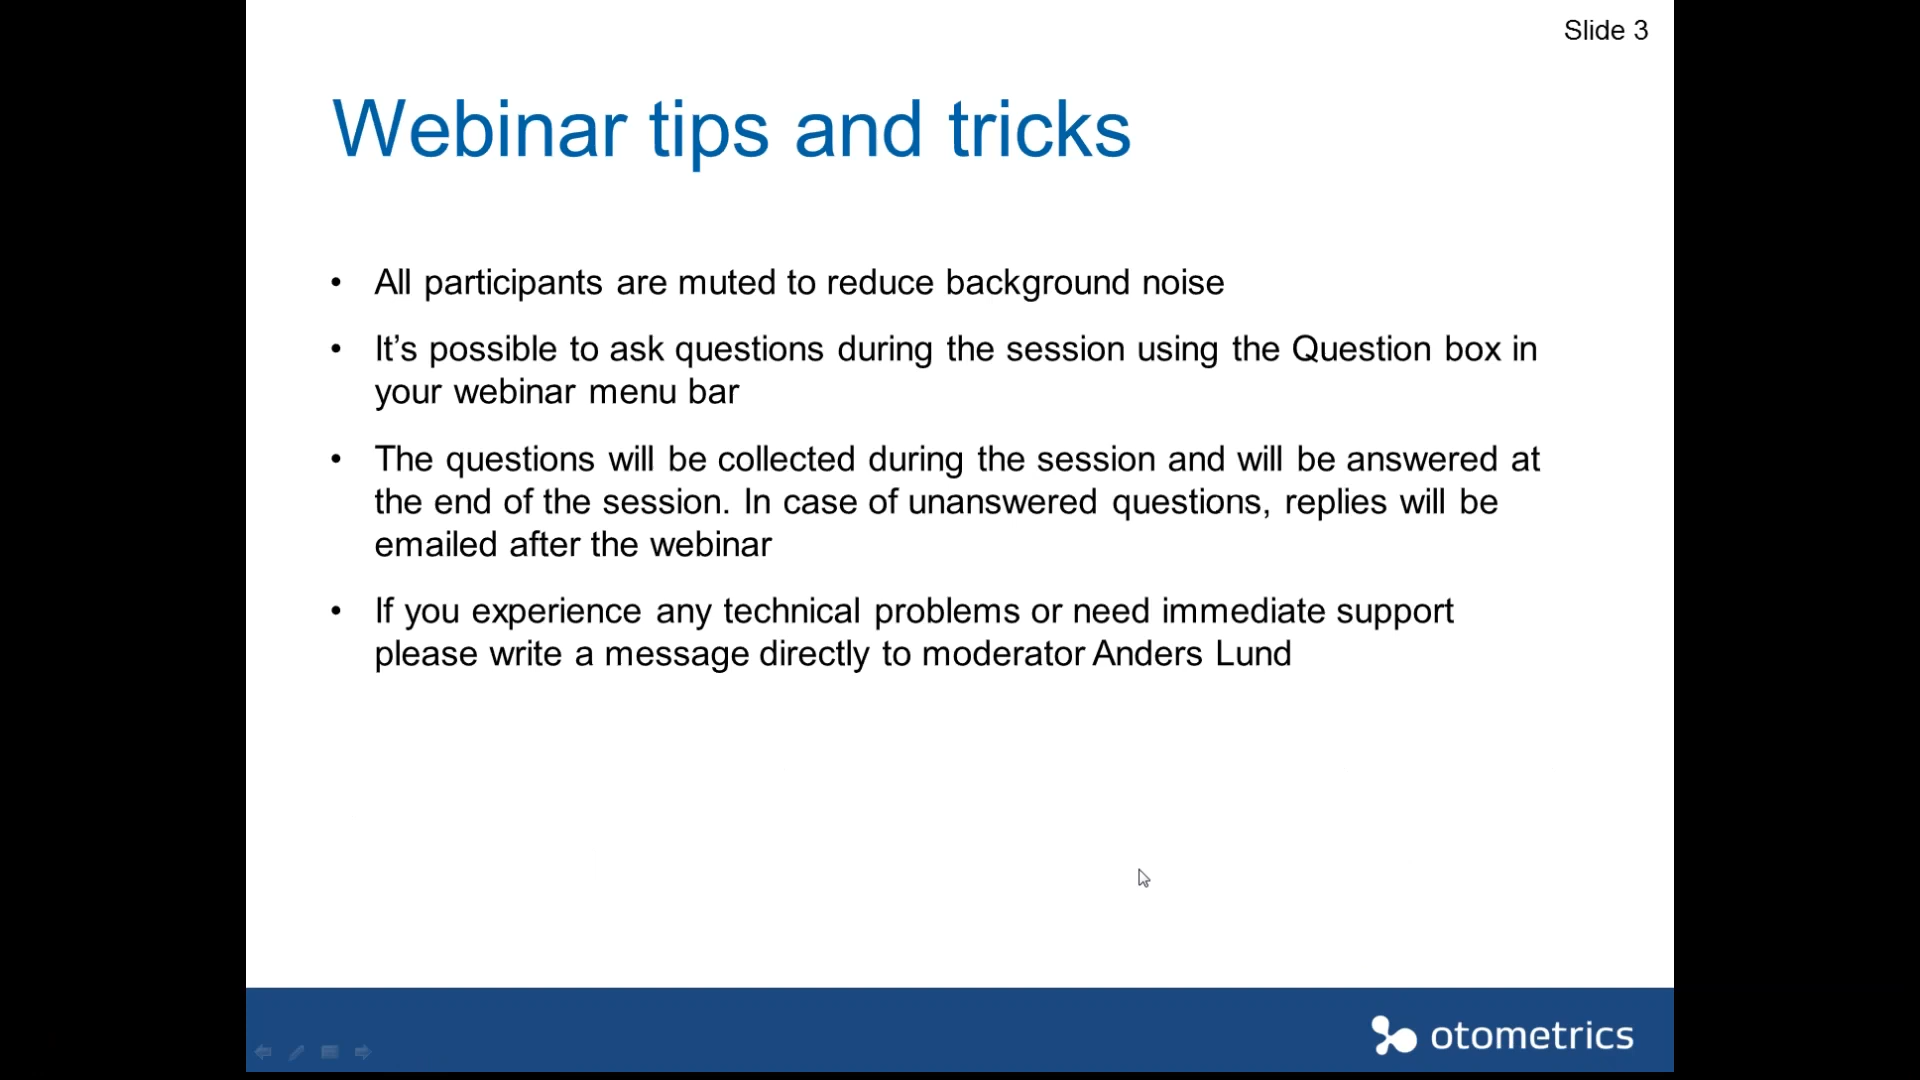 Slide 3
Webinar tips and tricks
• All participants are muted to reduce background noise
• It’s possible to ask questions during the session using the Question box in
your webinar menu bar
• The questions will be collected during the session and will be answered at
the end of the session. In case of unanswered questions, replies will be
emailed after the webinar
• If you experience any technical problems or need immediate support
please write a message directly to moderator Anders Lund
otometrics